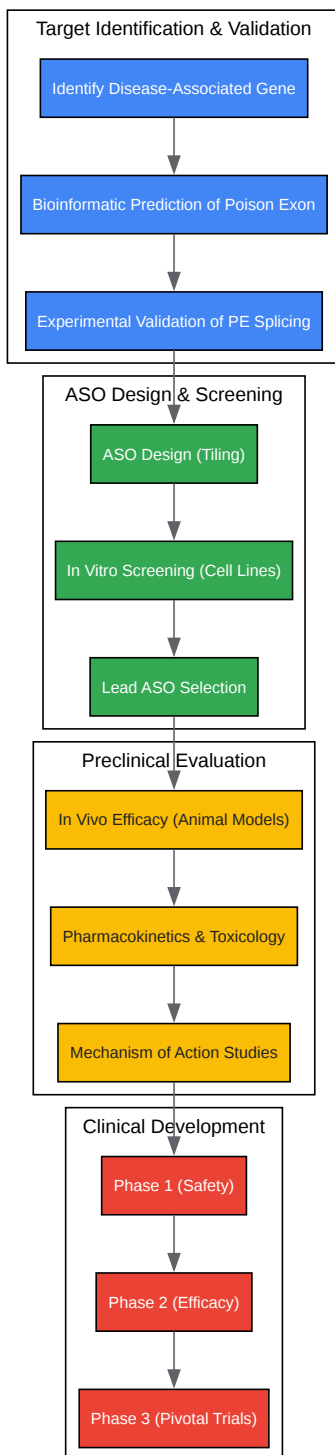 Target Identification & Validation
Identify Disease-Associated Gene
Bioinformatic Prediction of Poison Exon
Experimental Validation of PE Splicing
ASO Design & Screening
ASO Design (Tiling)
In Vitro Screening (Cell Lines)
Lead ASO Selection
Preclinical Evaluation
In Vivo Efficacy (Animal Models)
Pharmacokinetics & Toxicology
Mechanism of Action Studies
Clinical Development
Phase 1 (Safety)
Phase 2 (Efficacy)
Phase 3 (Pivotal Trials)